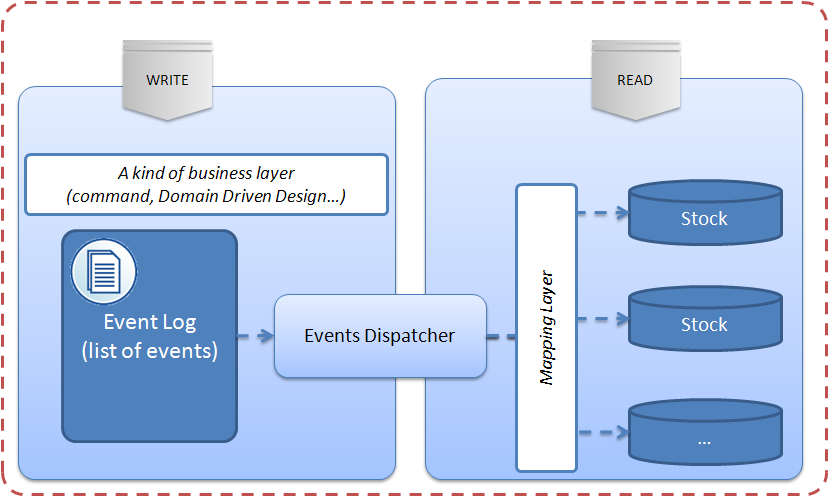 WRITE
READ
A kind of business layer
(command, Domain Driven Design...)
Event Log
(list of events)
Events Dispatcher
Mapping Layer
Stock
Stock
...